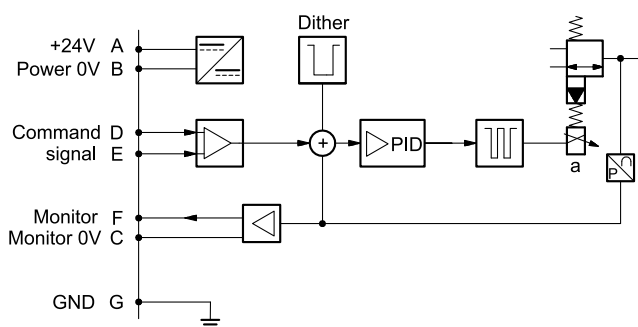 Dither
+24V A
Power 0V B
Command D
signal E
PID
a
P
U
Monitor F
Monitor 0V C
GND G